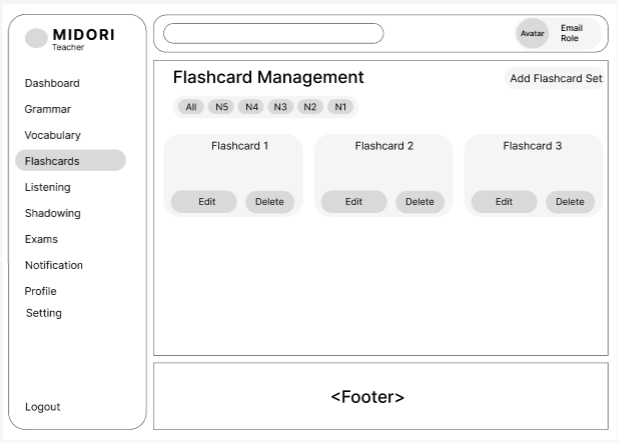 MIDORI
Teacher
Dashboard
Grammar
Vocabulary
Flashcards
Listening
Shadowing
Exams
Notification
Profile
Setting
Logout
Avatar
Email
Role
Flashcard Management
Add Flashcard Set
All N5 N4 N3 N2 N1
Flashcard 1
Edit Delete
Flashcard 2
Edit Delete
Flashcard 3
Edit Delete
<Footer>